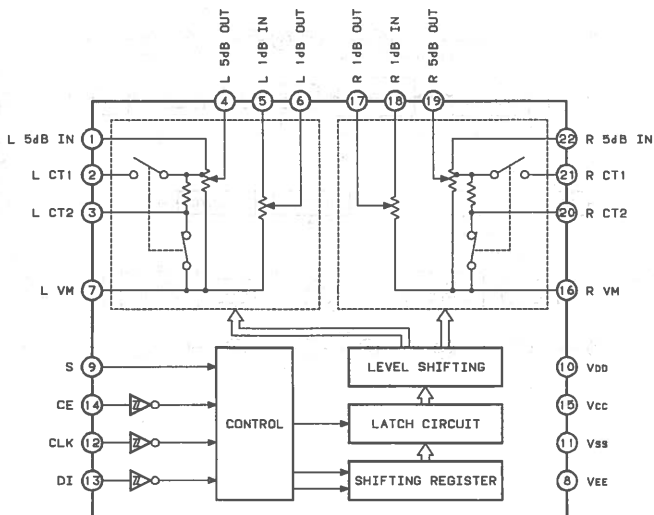 L 5dB OUT
L 1dB IN
L 1dB OUT
R 1dB OUT
R 1dB IN
R 5dB OUT
4
5
6
17
18
19
L 5dB IN
1
22
R 5dB IN
L CT1
2
21
R CT1
L CT2
3
20
R CT2
L VM
7
16
R VM
S
9
LEVEL SHIFTING
10
VDD
CE
14
CONTROL
LATCH CIRCUIT
15
VCC
CLK
12
11
VSS
DI
13
SHIFTING REGISTER
8
VEE